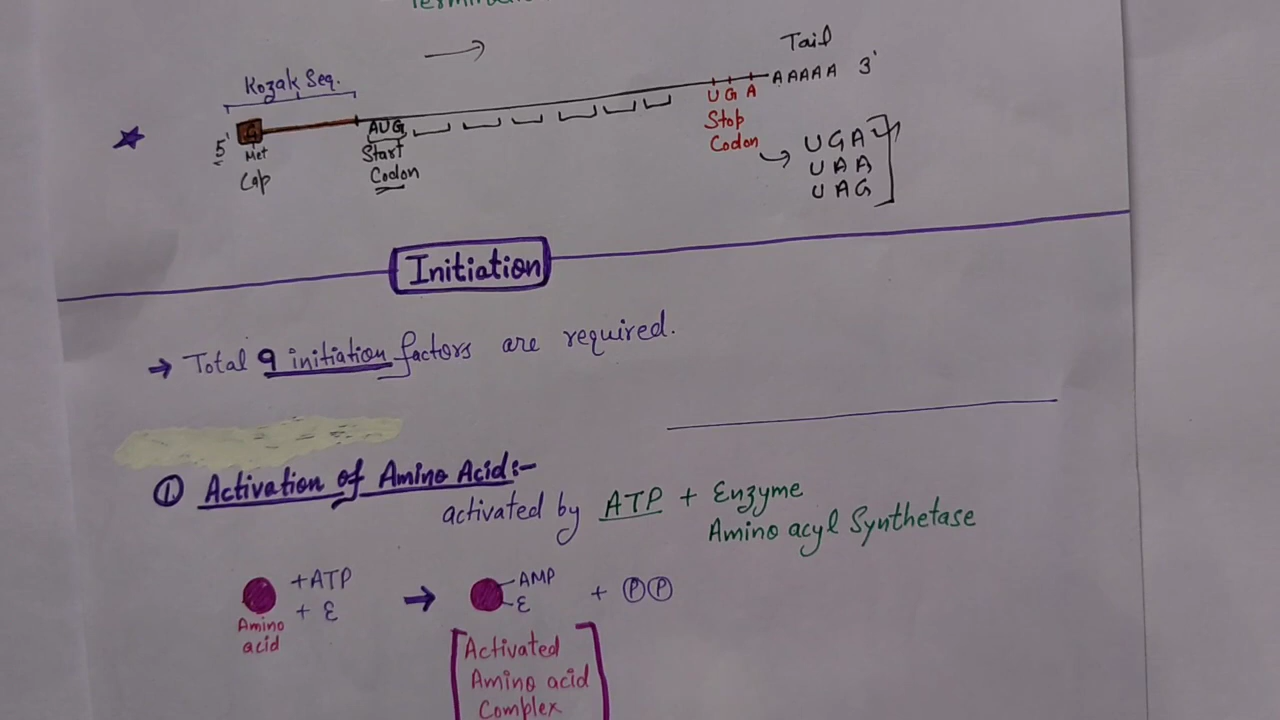 Kozak Seq.
Tail
5' G AUG UGA AAAAA 3'
Met
Cap
Start
Codon
Stop
Codon
UGA
UAA
UAG
Initiation
→ Total 9 initiation factors are required.
① Activation of Amino Acid:-
activated by ATP + Enzyme
Amino acyl Synthetase
+ATP → AMP + Ⓟ Ⓟ
+ E E
Amino
acid
Activated
Amino acid
Complex